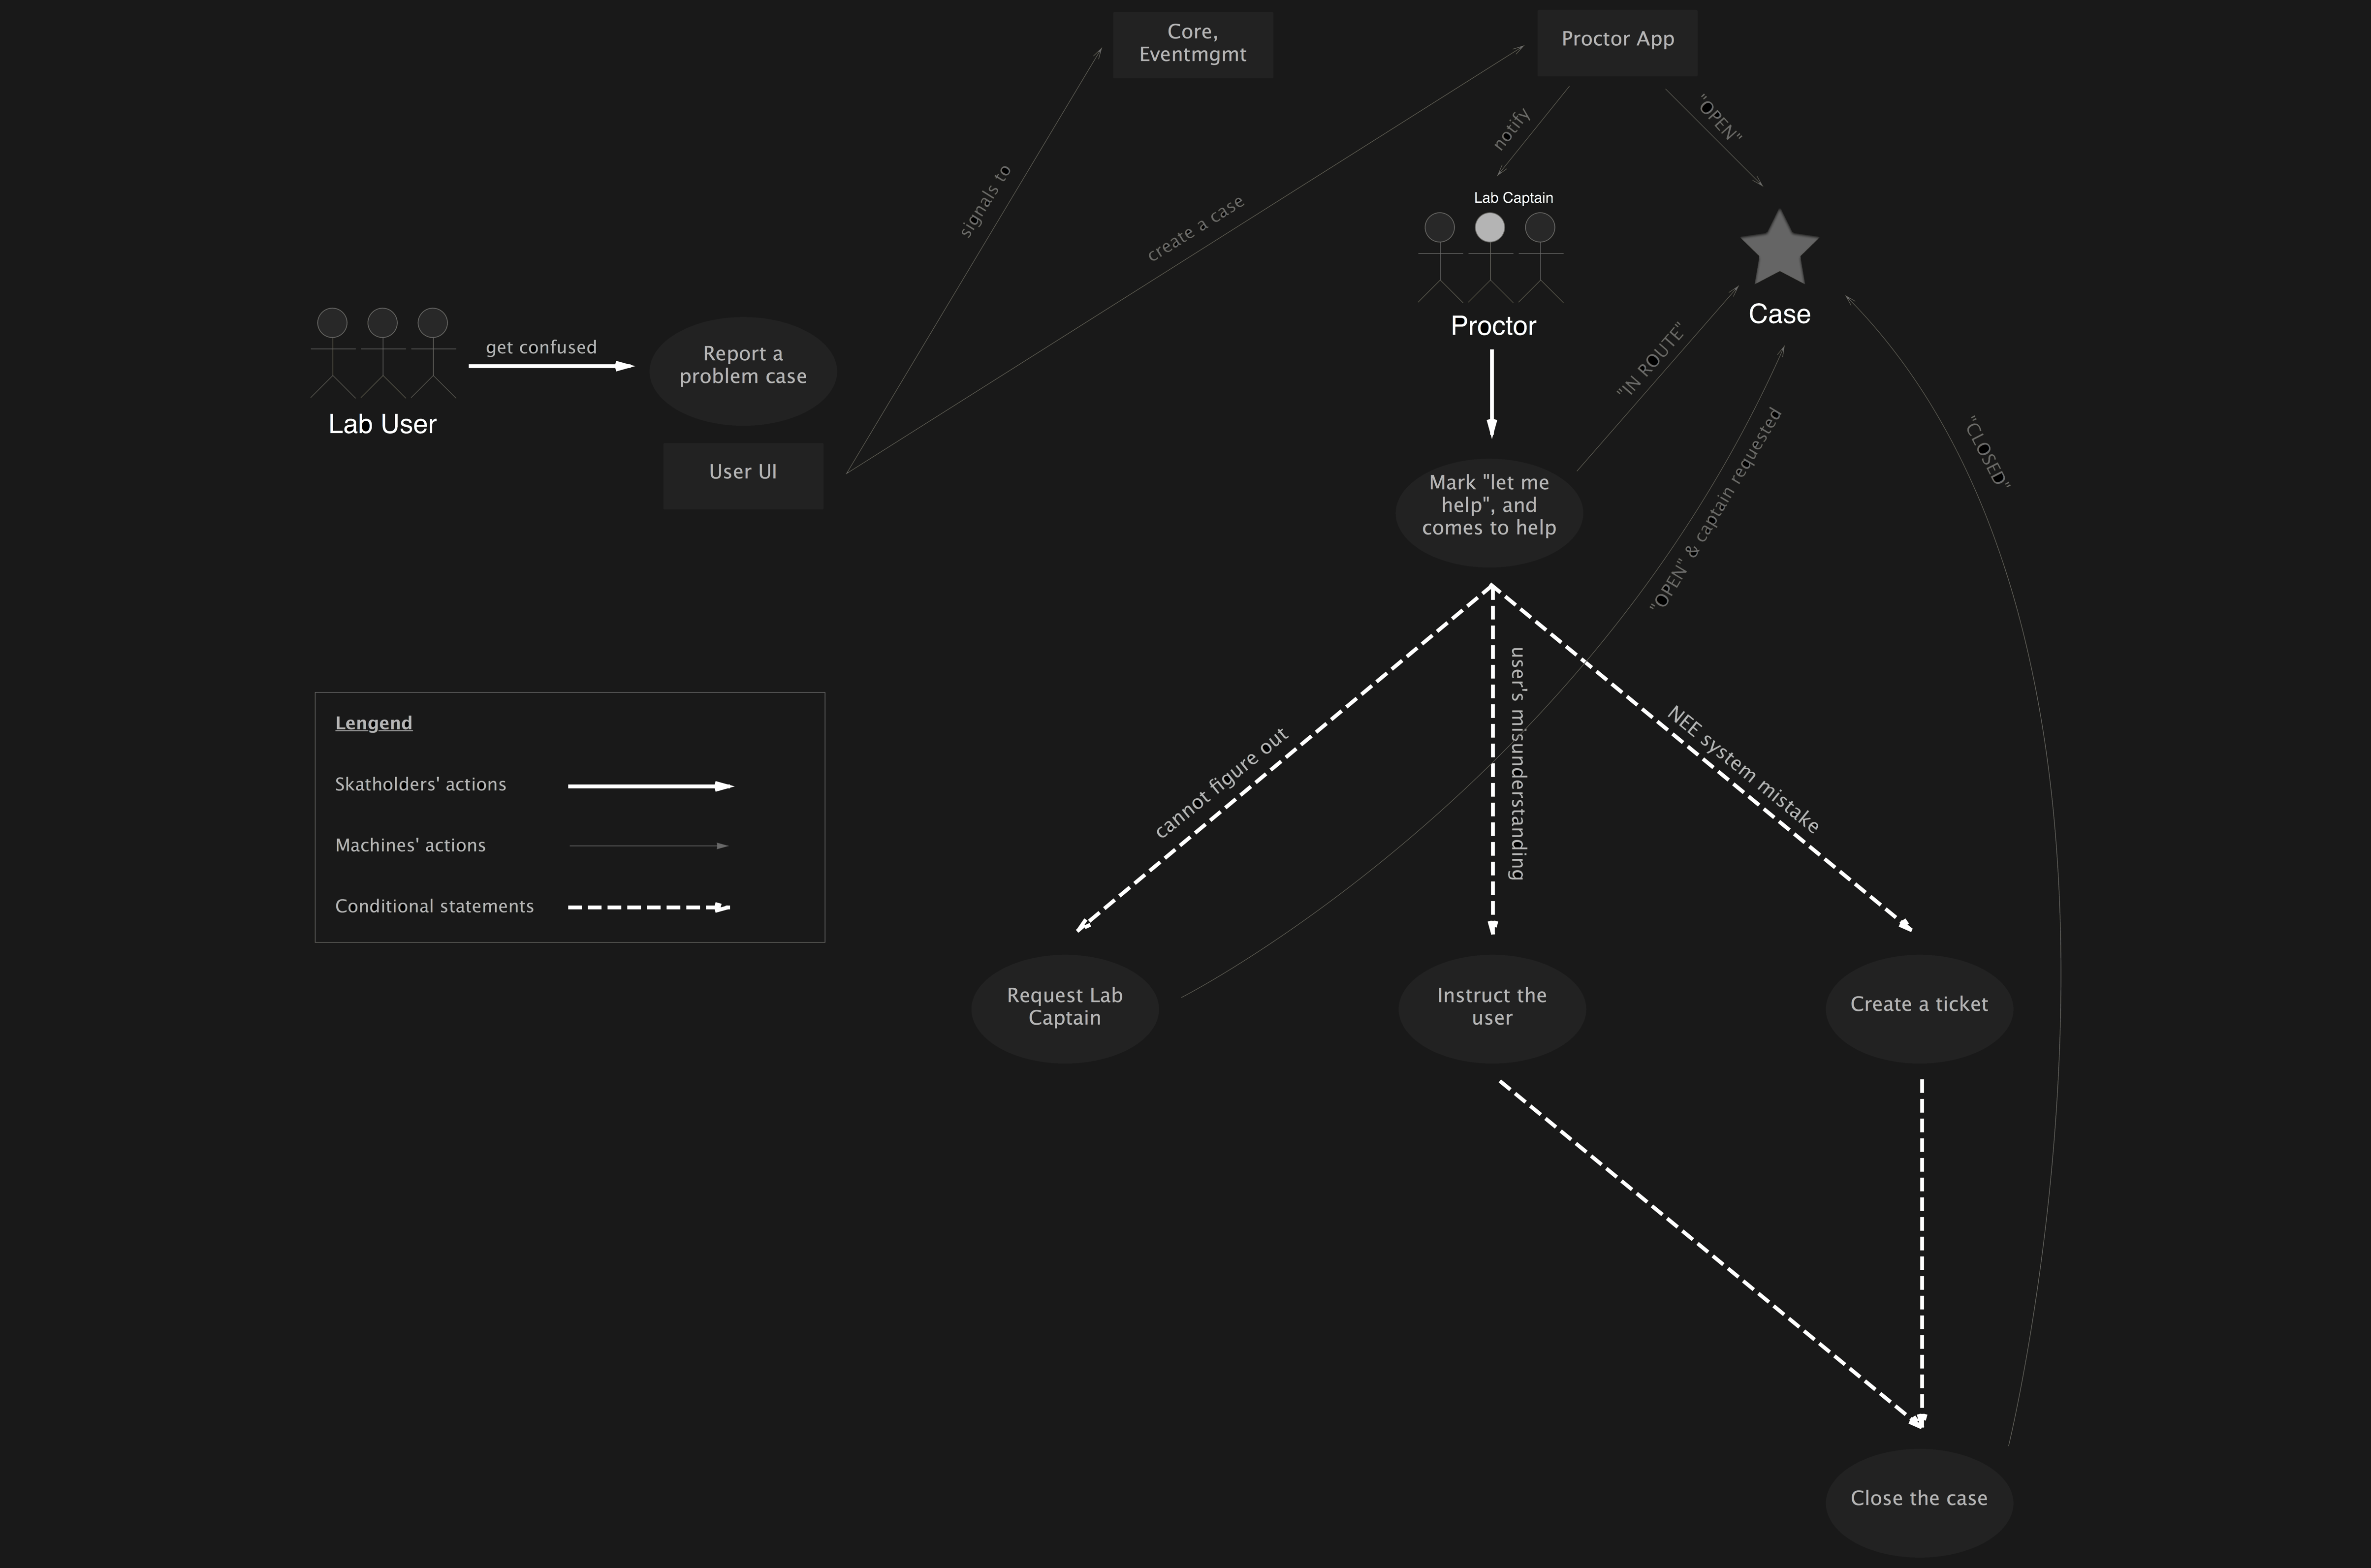 Core,
Eventmgmt
Proctor App
notify
"OPEN"
signals to
create a case
Lab Captain
Proctor
Case
get confused
Report a
problem case
Lab User
User UI
"IN ROUTE"
Mark "let me
help", and
comes to help
"OPEN" & captain requested
"CLOSED"
Lengend
Skatholders' actions
Machines' actions
Conditional statements
cannot figure out
user's misunderstanding
NEE system mistake
Request Lab
Captain
Instruct the
user
Create a ticket
Close the case